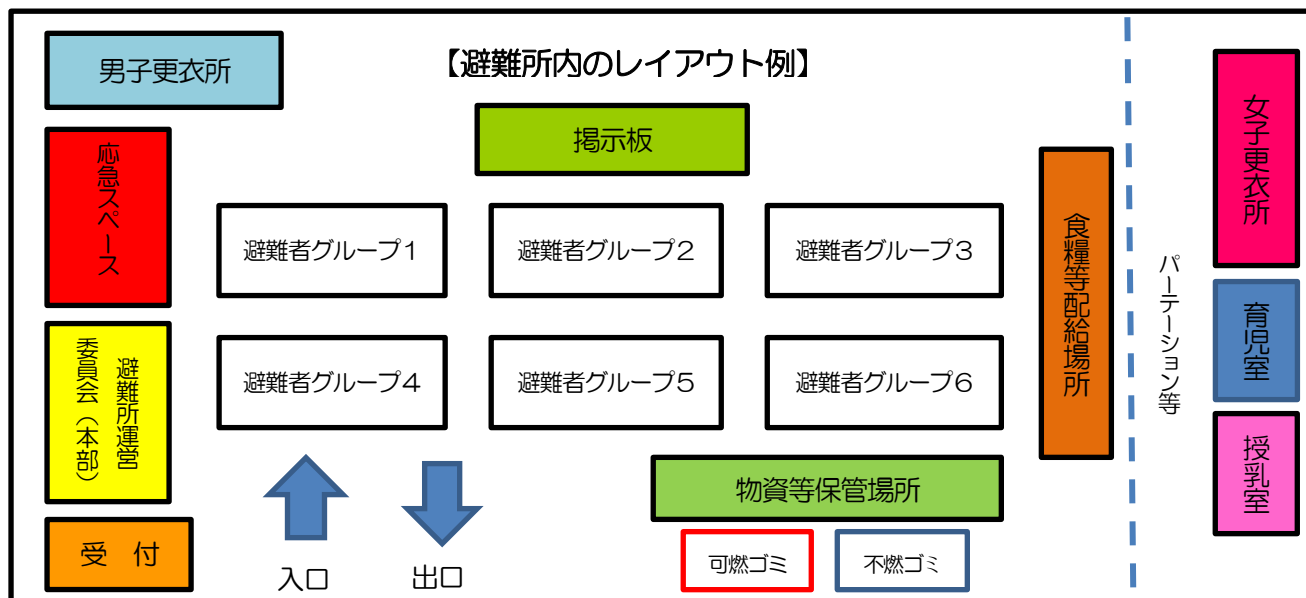 男子更衣所
【避難所内のレイアウト例】
掲示板
応急スペース
避難者グループ1
避難者グループ2
避難者グループ3
食糧等配給場所
パーテーション等
女子更衣所
育児室
授乳室
避難所運営
委員会（本部）
避難者グループ4
避難者グループ5
避難者グループ6
物資等保管場所
受　付
入口
出口
可燃ゴミ
不燃ゴミ